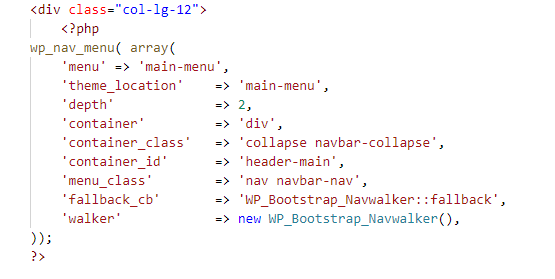 <div class="col-lg-12">
<?php
wp_nav_menu( array(
'menu' => 'main-menu',
'theme_location' => 'main-menu',
'depth' => 2,
'container' => 'div',
'container_class' => 'collapse navbar-collapse',
'container_id' => 'header-main',
'menu_class' => 'nav navbar-nav',
'fallback_cb' => 'WP_Bootstrap_Navwalker::fallback',
'walker' => new WP_Bootstrap_Navwalker(),
));
?>